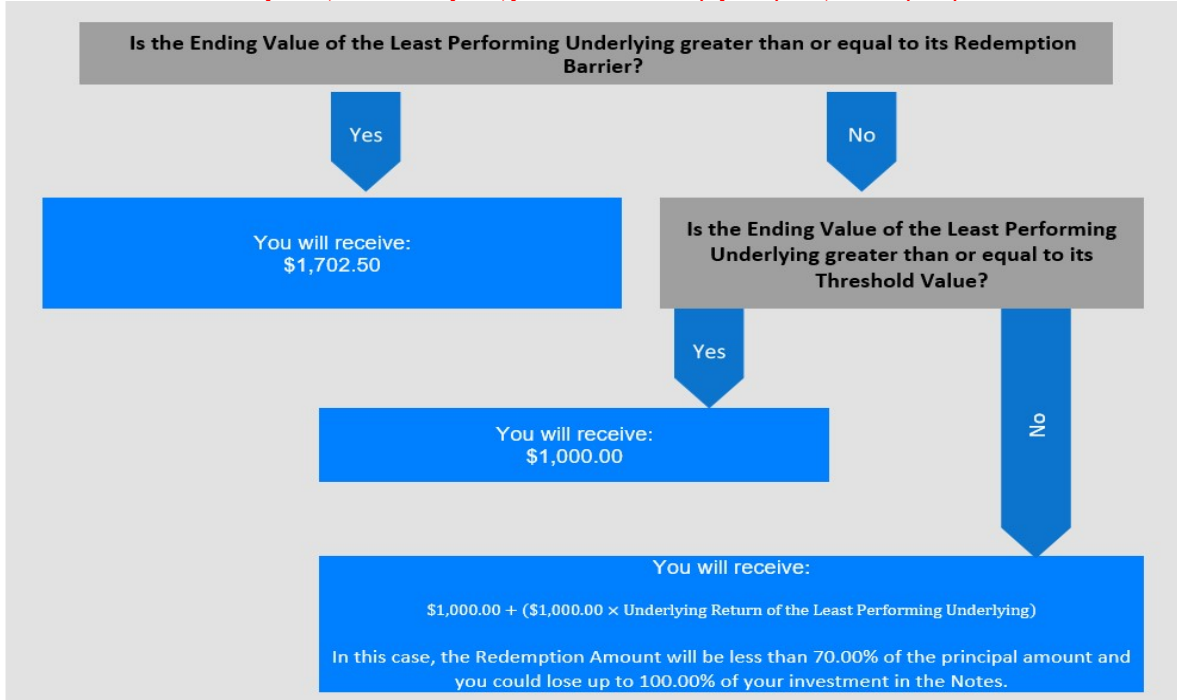 Is the Ending Value of the Least Performing Underlying greater than or equal to its Redemption
Barrier?
Yes
No
You will receive:
$1,702.50
Is the Ending Value of the Least Performing
Underlying greater than or equal to its
Threshold Value?
Yes
No
You will receive:
$1,000.00
You will receive:
$1,000.00 + ($1,000.00 × Underlying Return of the Least Performing Underlying)
In this case, the Redemption Amount will be less than 70.00% of the principal amount and
you could lose up to 100.00% of your investment in the Notes.